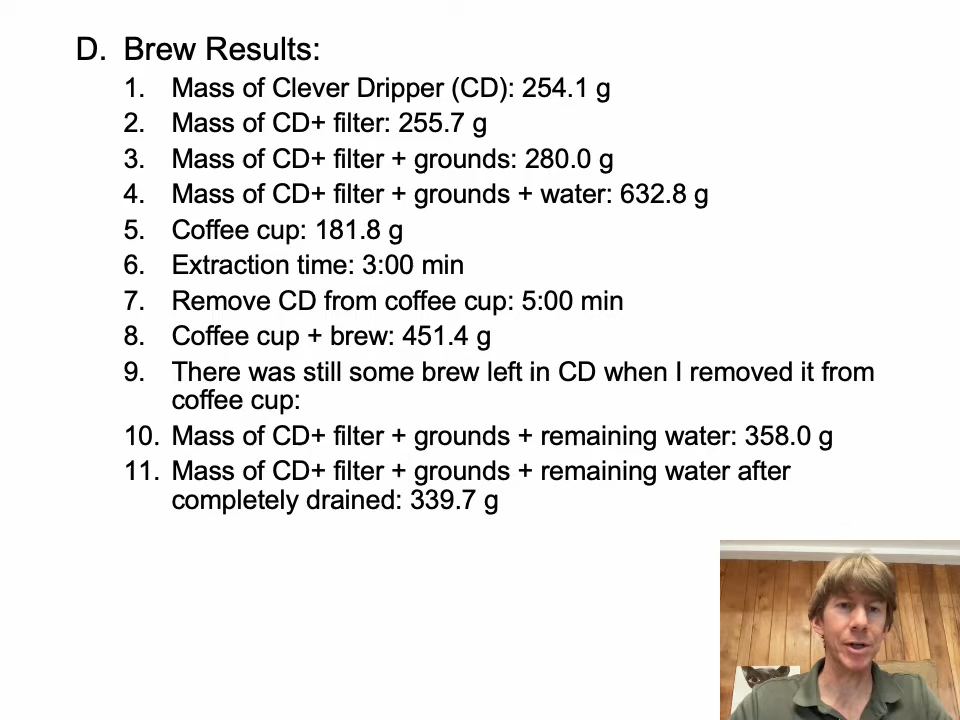 D. Brew Results:
1. Mass of Clever Dripper (CD): 254.1 g
2. Mass of CD+ filter: 255.7 g
3. Mass of CD+ filter + grounds: 280.0 g
4. Mass of CD+ filter + grounds + water: 632.8 g
5. Coffee cup: 181.8 g
6. Extraction time: 3:00 min
7. Remove CD from coffee cup: 5:00 min
8. Coffee cup + brew: 451.4 g
9. There was still some brew left in CD when I removed it from
coffee cup:
10. Mass of CD+ filter + grounds + remaining water: 358.0 g
11. Mass of CD+ filter + grounds + remaining water after
completely drained: 339.7 g